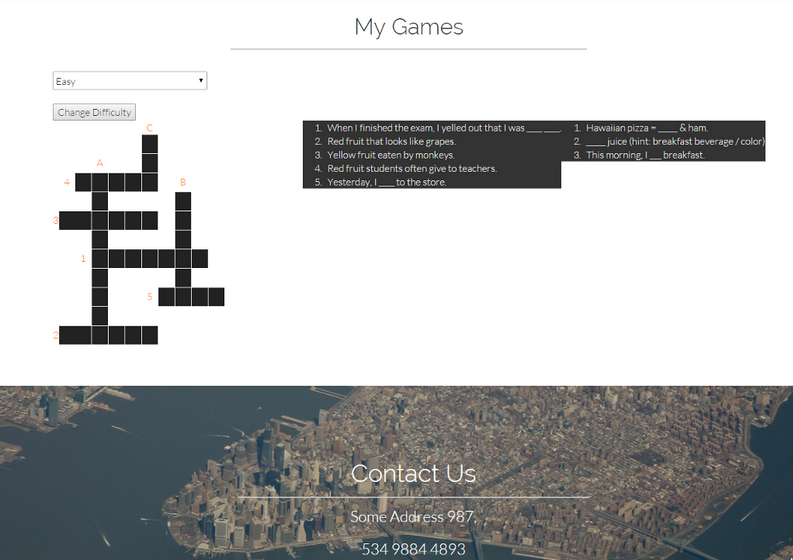 My Games
Easy
Change Difficulty
C
A
4
B
3
1
5
2
1. When I finished the exam, I yelled out that I was ____ ____.
2. Red fruit that looks like grapes.
3. Yellow fruit eaten by monkeys.
4. Red fruit students often give to teachers.
5. Yesterday, I ____ to the store.
1. Hawaiian pizza = _____ & ham.
2. _____ juice (hint: breakfast beverage / color)
3. This morning, I ___ breakfast.
Contact Us
Some Address 987,
534 9884 4893